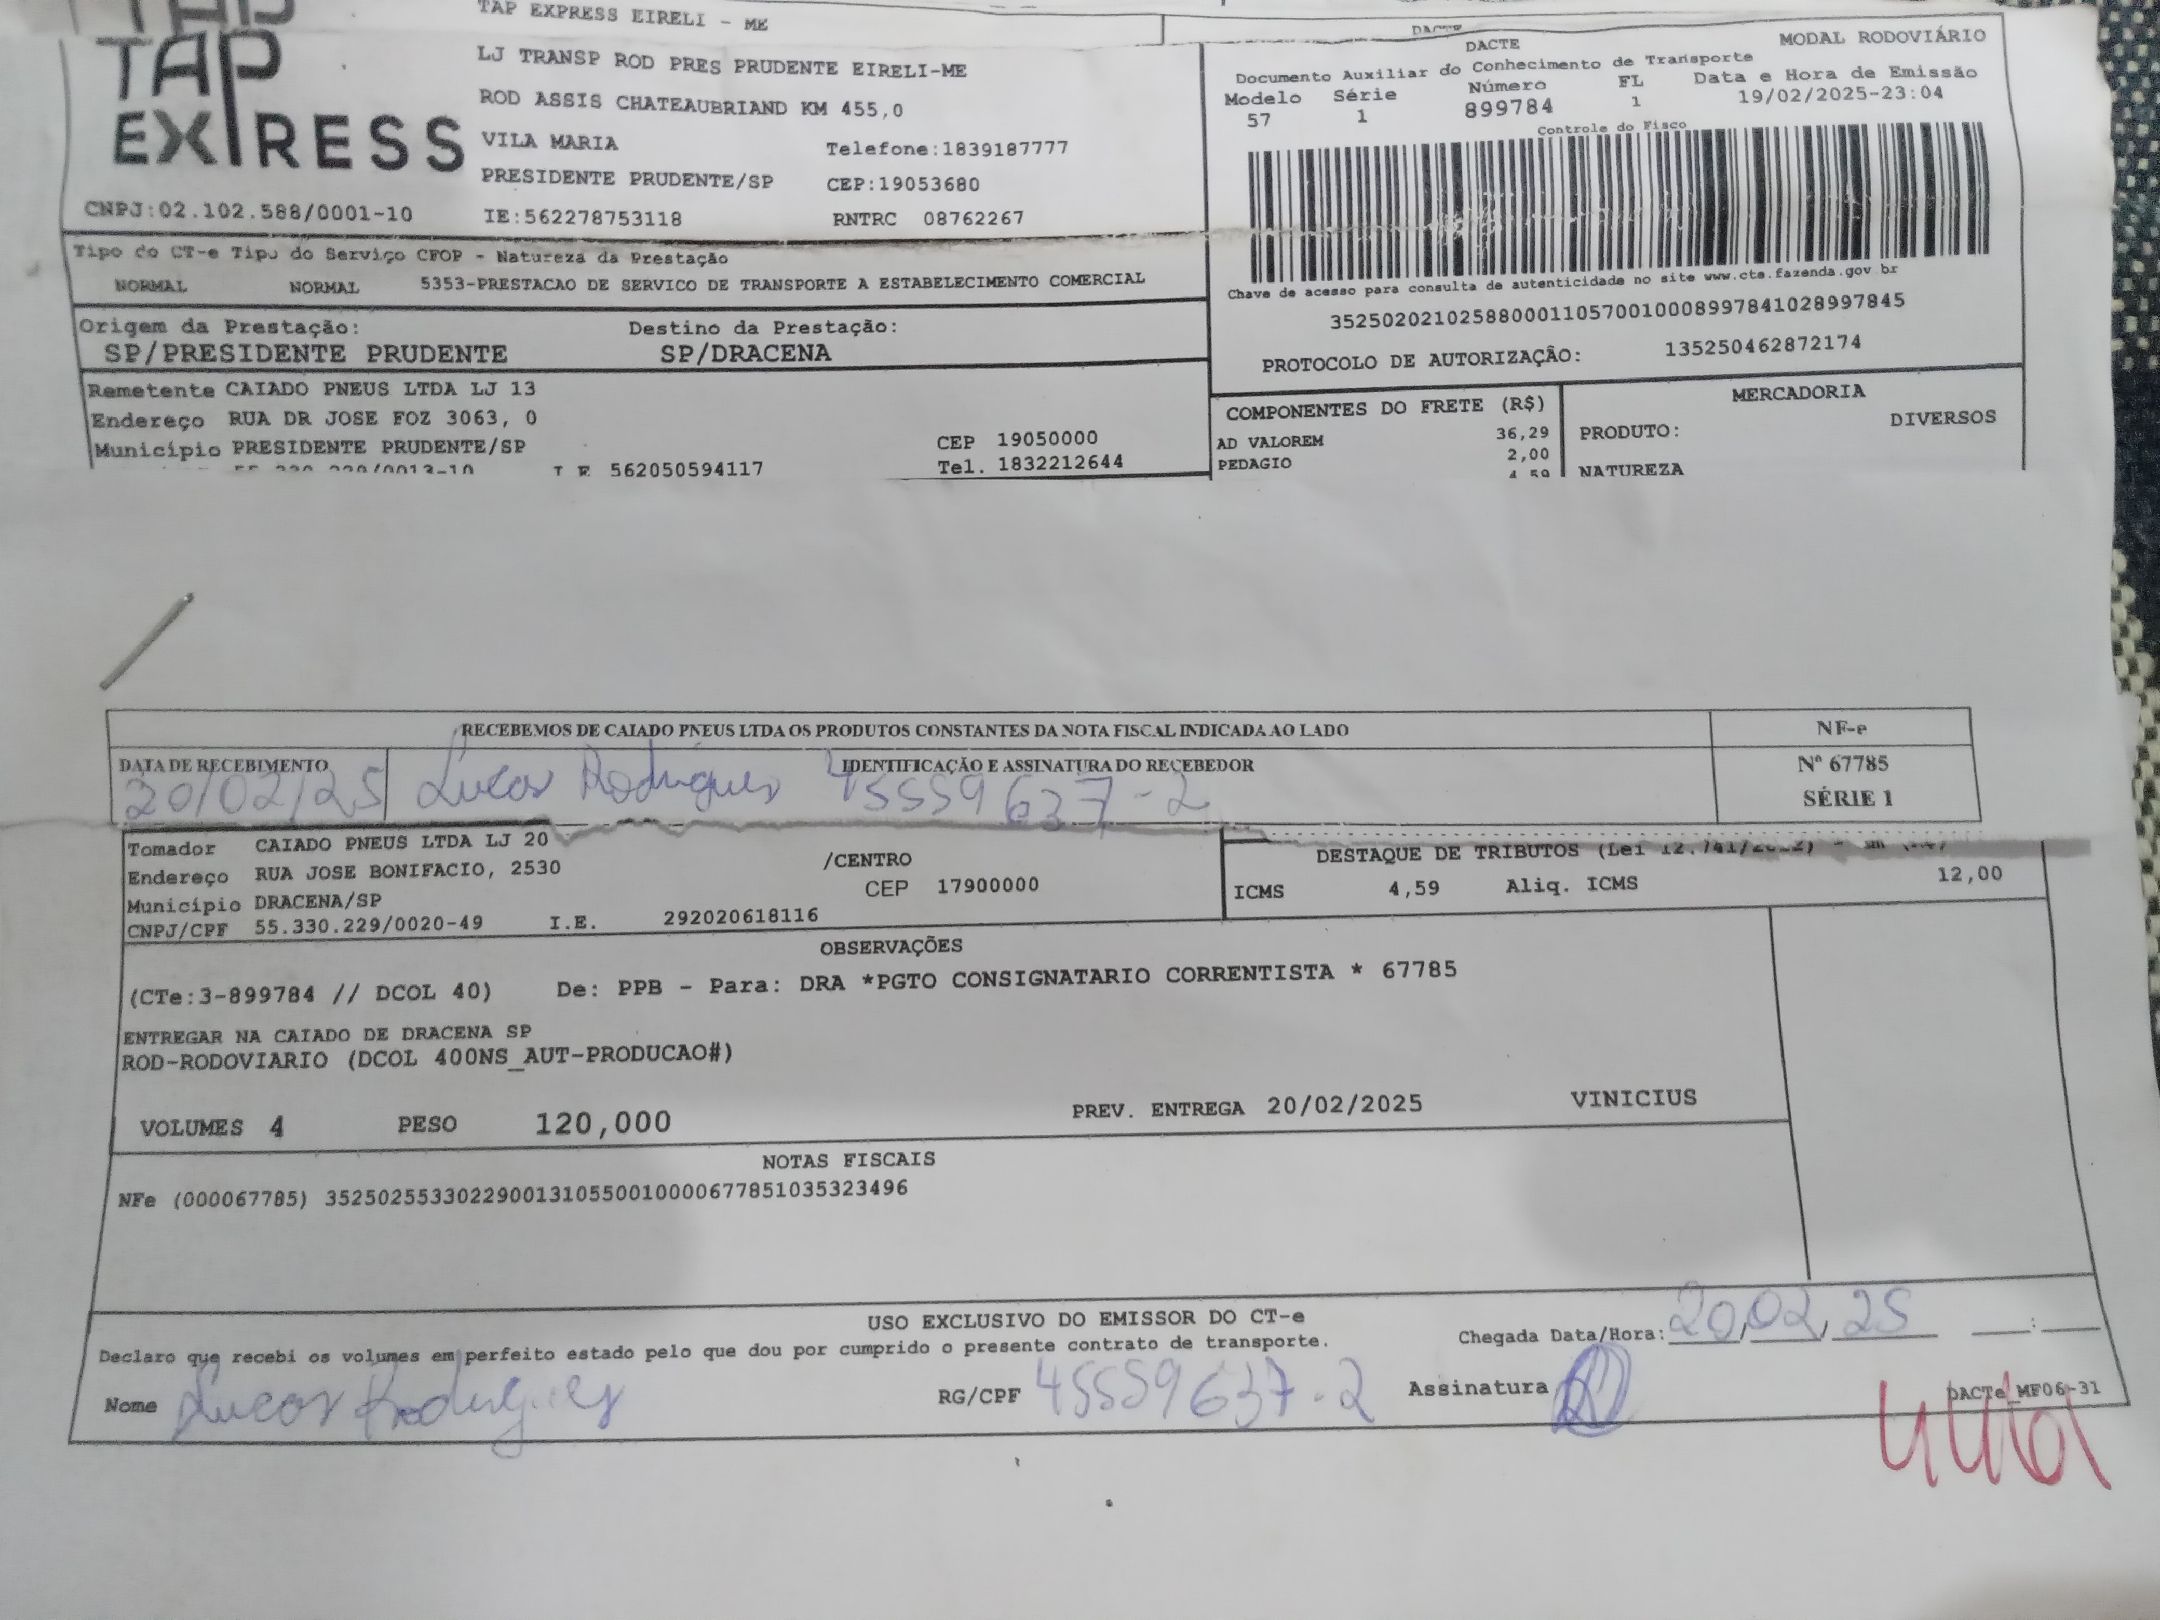 TAP EXPRESS EIRELI - ME
TAP
EXPRESS
LJ TRANSP ROD PRES PRUDENTE EIRELI-ME
ROD ASSIS CHATEAUBRIAND KM 455,0
VILA MARIA Telefone:1839187777
PRESIDENTE PRUDENTE/SP CEP:19053680
CNPJ:02.102.588/0001-10 IE:562278753118 RNTRC 08762267
DACTE MODAL RODOVIÁRIO
Documento Auxiliar do Conhecimento de Transporte
Modelo Série Número FL Data e Hora de Emissão
57 1 899784 1 19/02/2025-23:04
Controle do Fisco
Chave de acesso para consulta de autenticidade no site www.cte.fazenda.gov.br
35250202102588000110570010008997841028997845
PROTOCOLO DE AUTORIZAÇÃO: 135250462872174
Tipo do CT-e Tipo do Serviço CFOP - Natureza da Prestação
NORMAL NORMAL 5353-PRESTACAO DE SERVICO DE TRANSPORTE A ESTABELECIMENTO COMERCIAL
Origem da Prestação: Destino da Prestação:
SP/PRESIDENTE PRUDENTE SP/DRACENA
Remetente CAIADO PNEUS LTDA LJ 13
Endereço RUA DR JOSE FOZ 3063, 0
Município PRESIDENTE PRUDENTE/SP CEP 19050000
562050594117 Tel. 1832212644
COMPONENTES DO FRETE (R$) MERCADORIA
AD VALOREM 36,29 PRODUTO: DIVERSOS
PEDAGIO 2,00
4,59 NATUREZA
RECEBEMOS DE CAIADO PNEUS LTDA OS PRODUTOS CONSTANTES DA NOTA FISCAL INDICADA AO LADO NF-e
DATA DE RECEBIMENTO IDENTIFICAÇÃO E ASSINATURA DO RECEBEDOR Nº 67785
20/02/25 Lucas Rodrigues 45559637-2 SÉRIE 1
Tomador CAIADO PNEUS LTDA LJ 20
Endereço RUA JOSE BONIFACIO, 2530 /CENTRO
Município DRACENA/SP CEP 17900000
CNPJ/CPF 55.330.229/0020-49 I.E. 292020618116
DESTAQUE DE TRIBUTOS (Lei 12.741/2012)
ICMS 4,59 Aliq. ICMS 12,00
OBSERVAÇÕES
(CTe:3-899784 // DCOL 40) De: PPB - Para: DRA *PGTO CONSIGNATARIO CORRENTISTA * 67785
ENTREGAR NA CAIADO DE DRACENA SP
ROD-RODOVIARIO (DCOL 400NS_AUT-PRODUCAO#)
VOLUMES 4 PESO 120,000 PREV. ENTREGA 20/02/2025 VINICIUS
NOTAS FISCAIS
NFe (000067785) 35250255330229001310550010000677851035323496
USO EXCLUSIVO DO EMISSOR DO CT-e
Declaro que recebi os volumes em perfeito estado pelo que dou por cumprido o presente contrato de transporte. Chegada Data/Hora: 20/02/25 __:__
Nome Lucas Rodrigues RG/CPF 45559637-2 Assinatura
DACTe_MF06-31